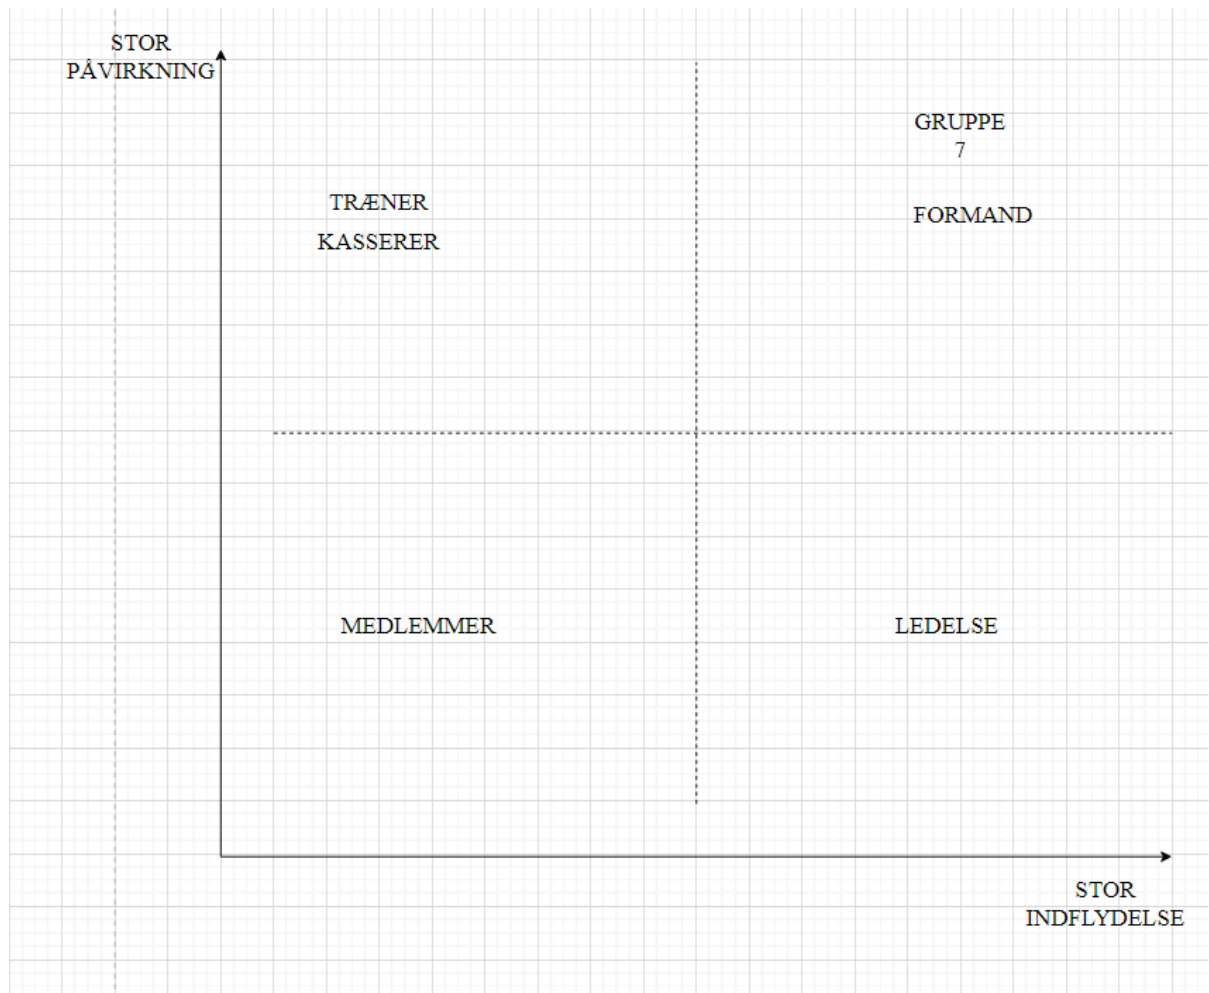 STOR
PÅVIRKNING
GRUPPE
7
TRÆNER
FORMAND
KASSERER
MEDLEMMER
LEDELSE
STOR
INDFLYDELSE